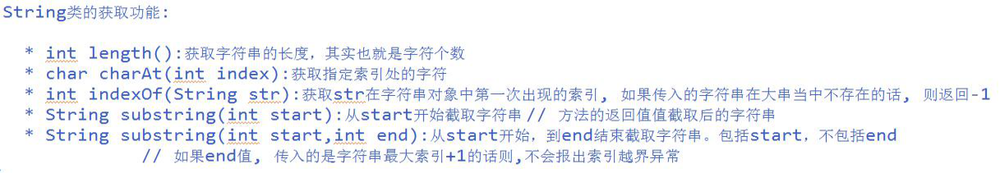 String类的获取功能:
* int length():获取字符串的长度，其实也就是字符个数
* char charAt(int index):获取指定索引处的字符
* int indexOf(String str):获取str在字符串对象中第一次出现的索引, 如果传入的字符串在大串当中不存在的话, 则返回-1
* String substring(int start):从start开始截取字符串 // 方法的返回值值截取后的字符串
* String substring(int start,int end):从start开始，到end结束截取字符串。包括start，不包括end
// 如果end值, 传入的是字符串最大索引+1的话则,不会报出索引越界异常